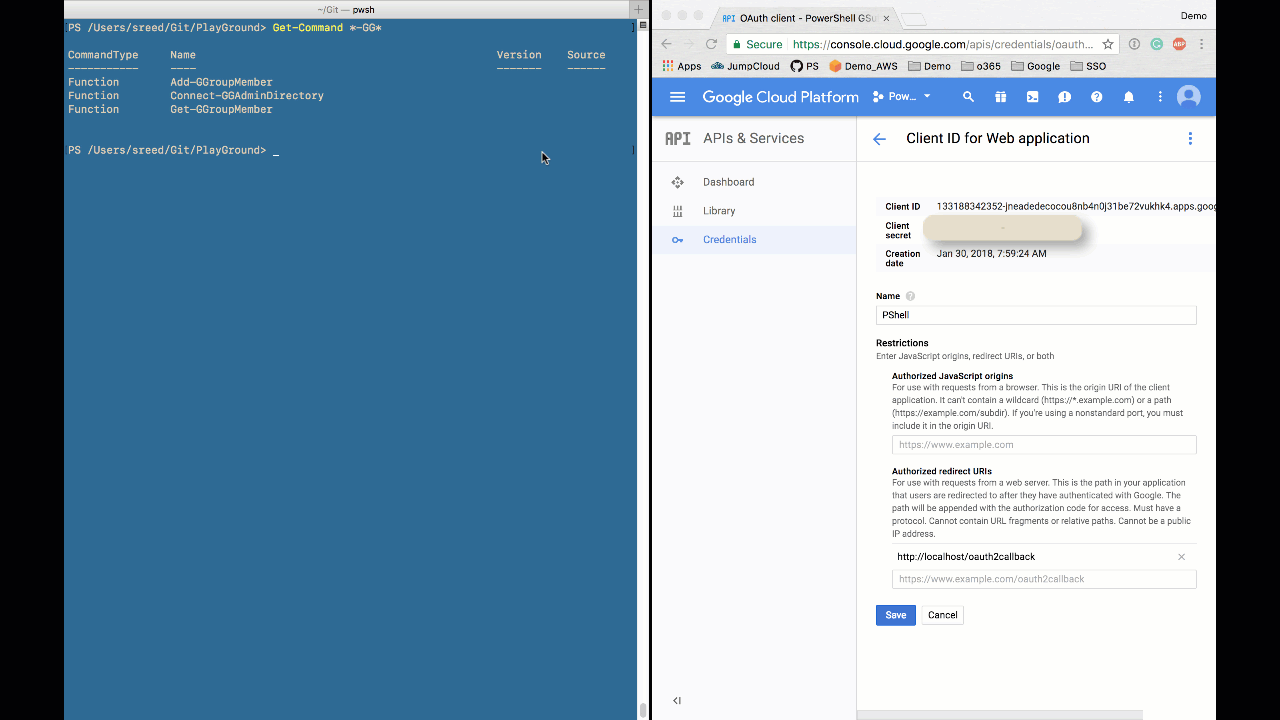 ~/Git — pwsh
PS /Users/sreed/Git/PlayGround> Get-Command *-GG*
CommandType Name Version Source
----------- ---- ------- ------
Function Add-GGroupMember
Function Connect-GGAdminDirectory
Function Get-GGroupMember
PS /Users/sreed/Git/PlayGround> _
API OAuth client - PowerShell GSu
Demo
Secure https://console.cloud.google.com/apis/credentials/oauth...
ABP
Apps JumpCloud PS Demo_AWS Demo o365 Google SSO
Google Cloud Platform Pow...
API APIs & Services
Dashboard
Library
Credentials
Client ID for Web application
Client ID 133188342352-jneadedecocou8nb4n0j31be72vukhk4.apps.goog
Client secret
Creation date Jan 30, 2018, 7:59:24 AM
Name
PShell
Restrictions
Enter JavaScript origins, redirect URIs, or both
Authorized JavaScript origins
For use with requests from a browser. This is the origin URI of the client
application. It can't contain a wildcard (https://*.example.com) or a path
(https://example.com/subdir). If you're using a nonstandard port, you must
include it in the origin URI.
https://www.example.com
Authorized redirect URIs
For use with requests from a web server. This is the path in your application
that users are redirected to after they have authenticated with Google. The
path will be appended with the authorization code for access. Must have a
protocol. Cannot contain URL fragments or relative paths. Cannot be a public
IP address.
http://localhost/oauth2callback
https://www.example.com/oauth2callback
Save Cancel